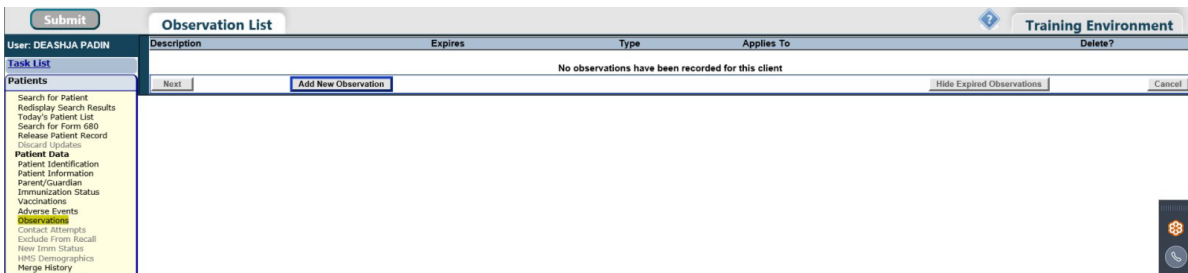 Submit
Observation List
Training Environment
User: DEASHJA PADIN
Description Expires Type Applies To Delete?
Task List
No observations have been recorded for this client
Patients
Next Add New Observation Hide Expired Observations Cancel
Search for Patient
Redisplay Search Results
Today's Patient List
Search for Form 680
Release Patient Record
Discard Updates
Patient Data
Patient Identification
Patient Information
Parent/Guardian
Immunization Status
Vaccinations
Adverse Events
Observations
Contact Attempts
Exclude From Recall
New Imm Status
HMS Demographics
Merge History